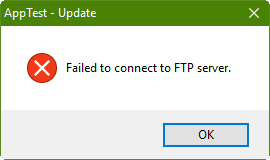 AppTest - Update
Failed to connect to FTP server.
OK